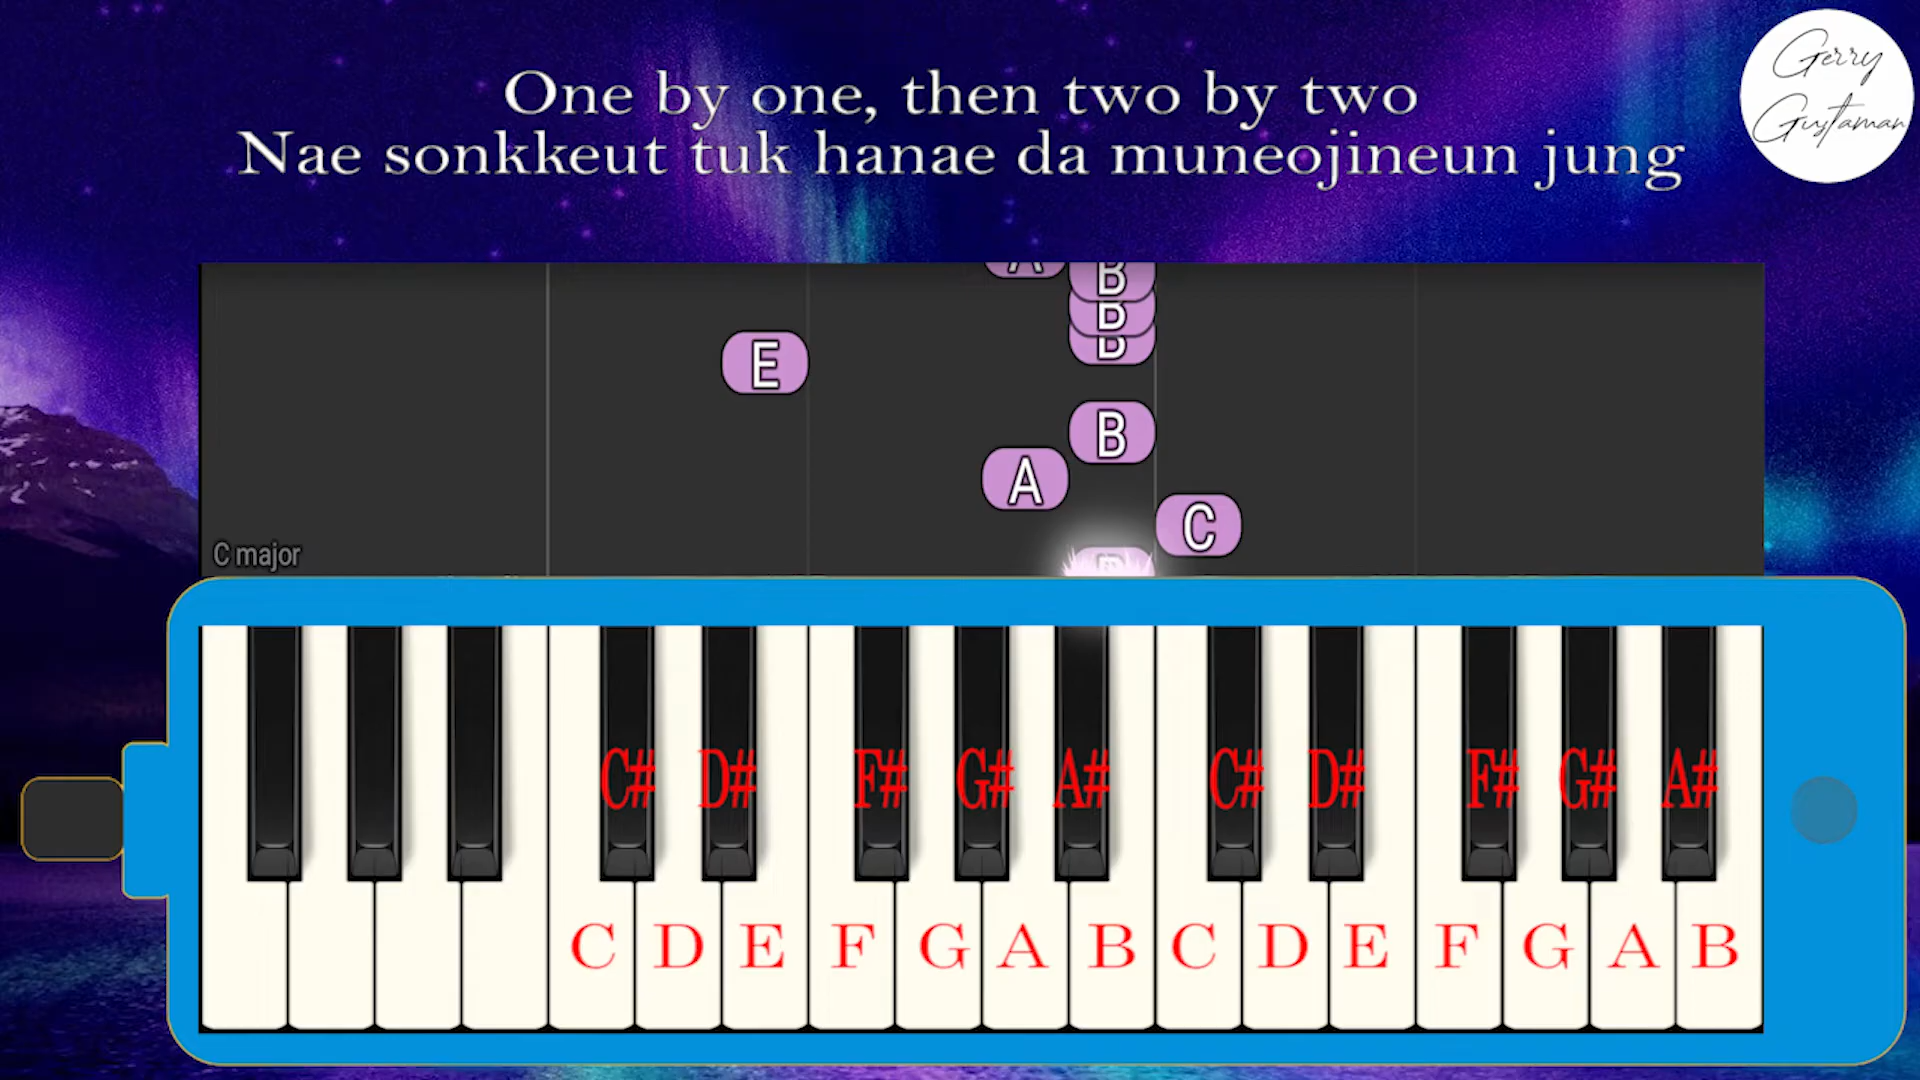 One by one, then two by two
Nae sonkkeut tuk hanae da muneojineun jung
Gerry
Gustaman
A B
B
B
E
B
A
C
B
C major
C# D# F# G# A# C# D# F# G# A#
C D E F G A B C D E F G A B